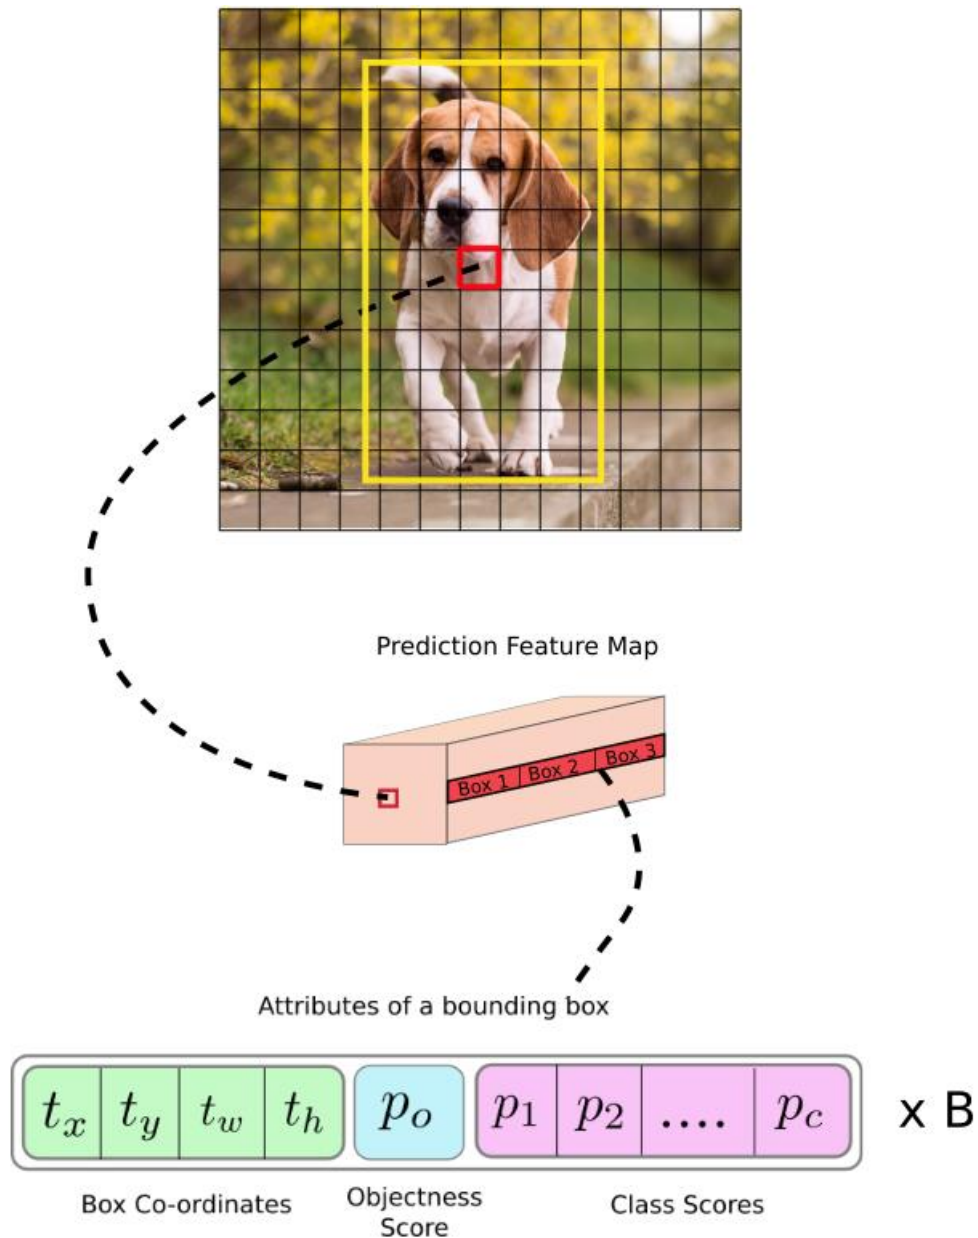 Prediction Feature Map
Box 1 Box 2 Box 3
Attributes of a bounding box
t_x t_y t_w t_h p_o p_1 p_2 .... p_c x B
Box Co-ordinates Objectness Score Class Scores